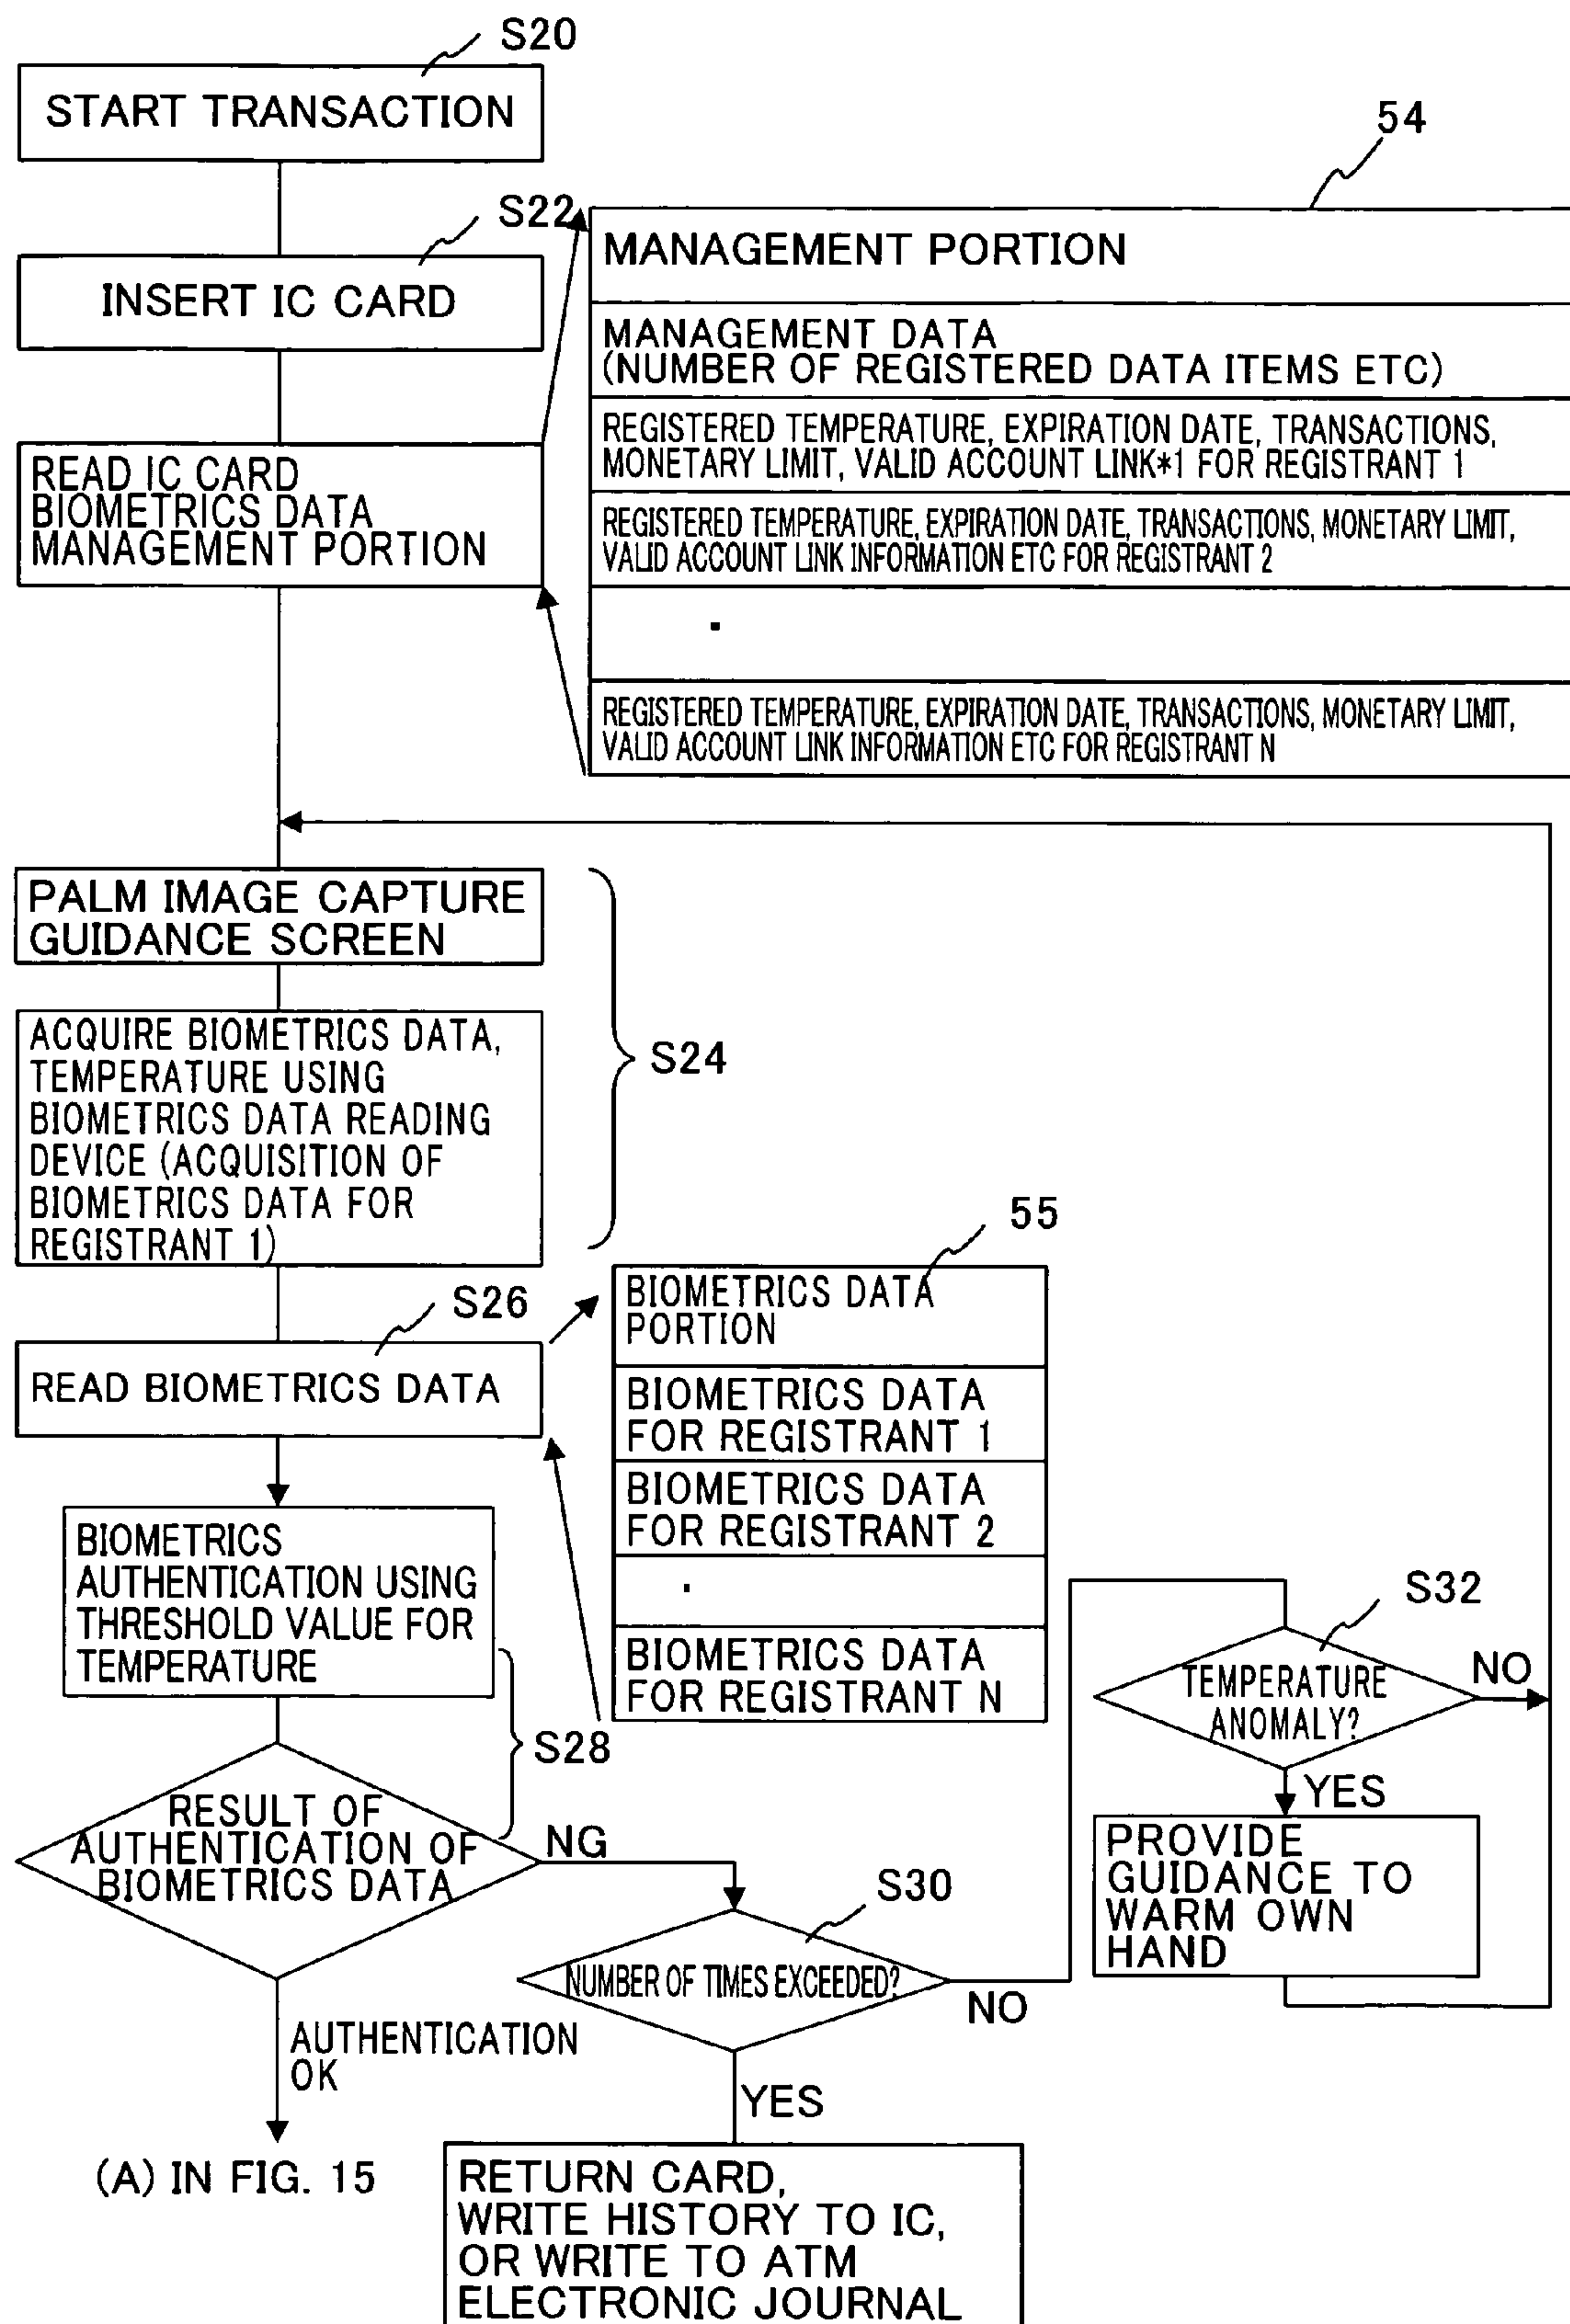 S20
START TRANSACTION
54
S22
MANAGEMENT PORTION
INSERT IC CARD
MANAGEMENT DATA
(NUMBER OF REGISTERED DATA ITEMS ETC)
REGISTERED TEMPERATURE, EXPIRATION DATE, TRANSACTIONS,
MONETARY LIMIT, VALID ACCOUNT LINK*1 FOR REGISTRANT 1
READ IC CARD
BIOMETRICS DATA
MANAGEMENT PORTION
REGISTERED TEMPERATURE, EXPIRATION DATE, TRANSACTIONS, MONETARY LIMIT,
VALID ACCOUNT LINK INFORMATION ETC FOR REGISTRANT 2
.
REGISTERED TEMPERATURE, EXPIRATION DATE, TRANSACTIONS, MONETARY LIMIT,
VALID ACCOUNT LINK INFORMATION ETC FOR REGISTRANT N
PALM IMAGE CAPTURE
GUIDANCE SCREEN
ACQUIRE BIOMETRICS DATA,
TEMPERATURE USING
BIOMETRICS DATA READING
DEVICE (ACQUISITION OF
BIOMETRICS DATA FOR
REGISTRANT 1)
S24
55
S26
BIOMETRICS DATA
PORTION
READ BIOMETRICS DATA
BIOMETRICS DATA
FOR REGISTRANT 1
BIOMETRICS DATA
FOR REGISTRANT 2
.
BIOMETRICS DATA
FOR REGISTRANT N
BIOMETRICS
AUTHENTICATION USING
THRESHOLD VALUE FOR
TEMPERATURE
S28
S32
TEMPERATURE
ANOMALY?
NO
YES
PROVIDE
GUIDANCE TO
WARM OWN
HAND
RESULT OF
AUTHENTICATION OF
BIOMETRICS DATA
NG
S30
NUMBER OF TIMES EXCEEDED?
NO
AUTHENTICATION
OK
YES
(A) IN FIG. 15
RETURN CARD,
WRITE HISTORY TO IC,
OR WRITE TO ATM
ELECTRONIC JOURNAL